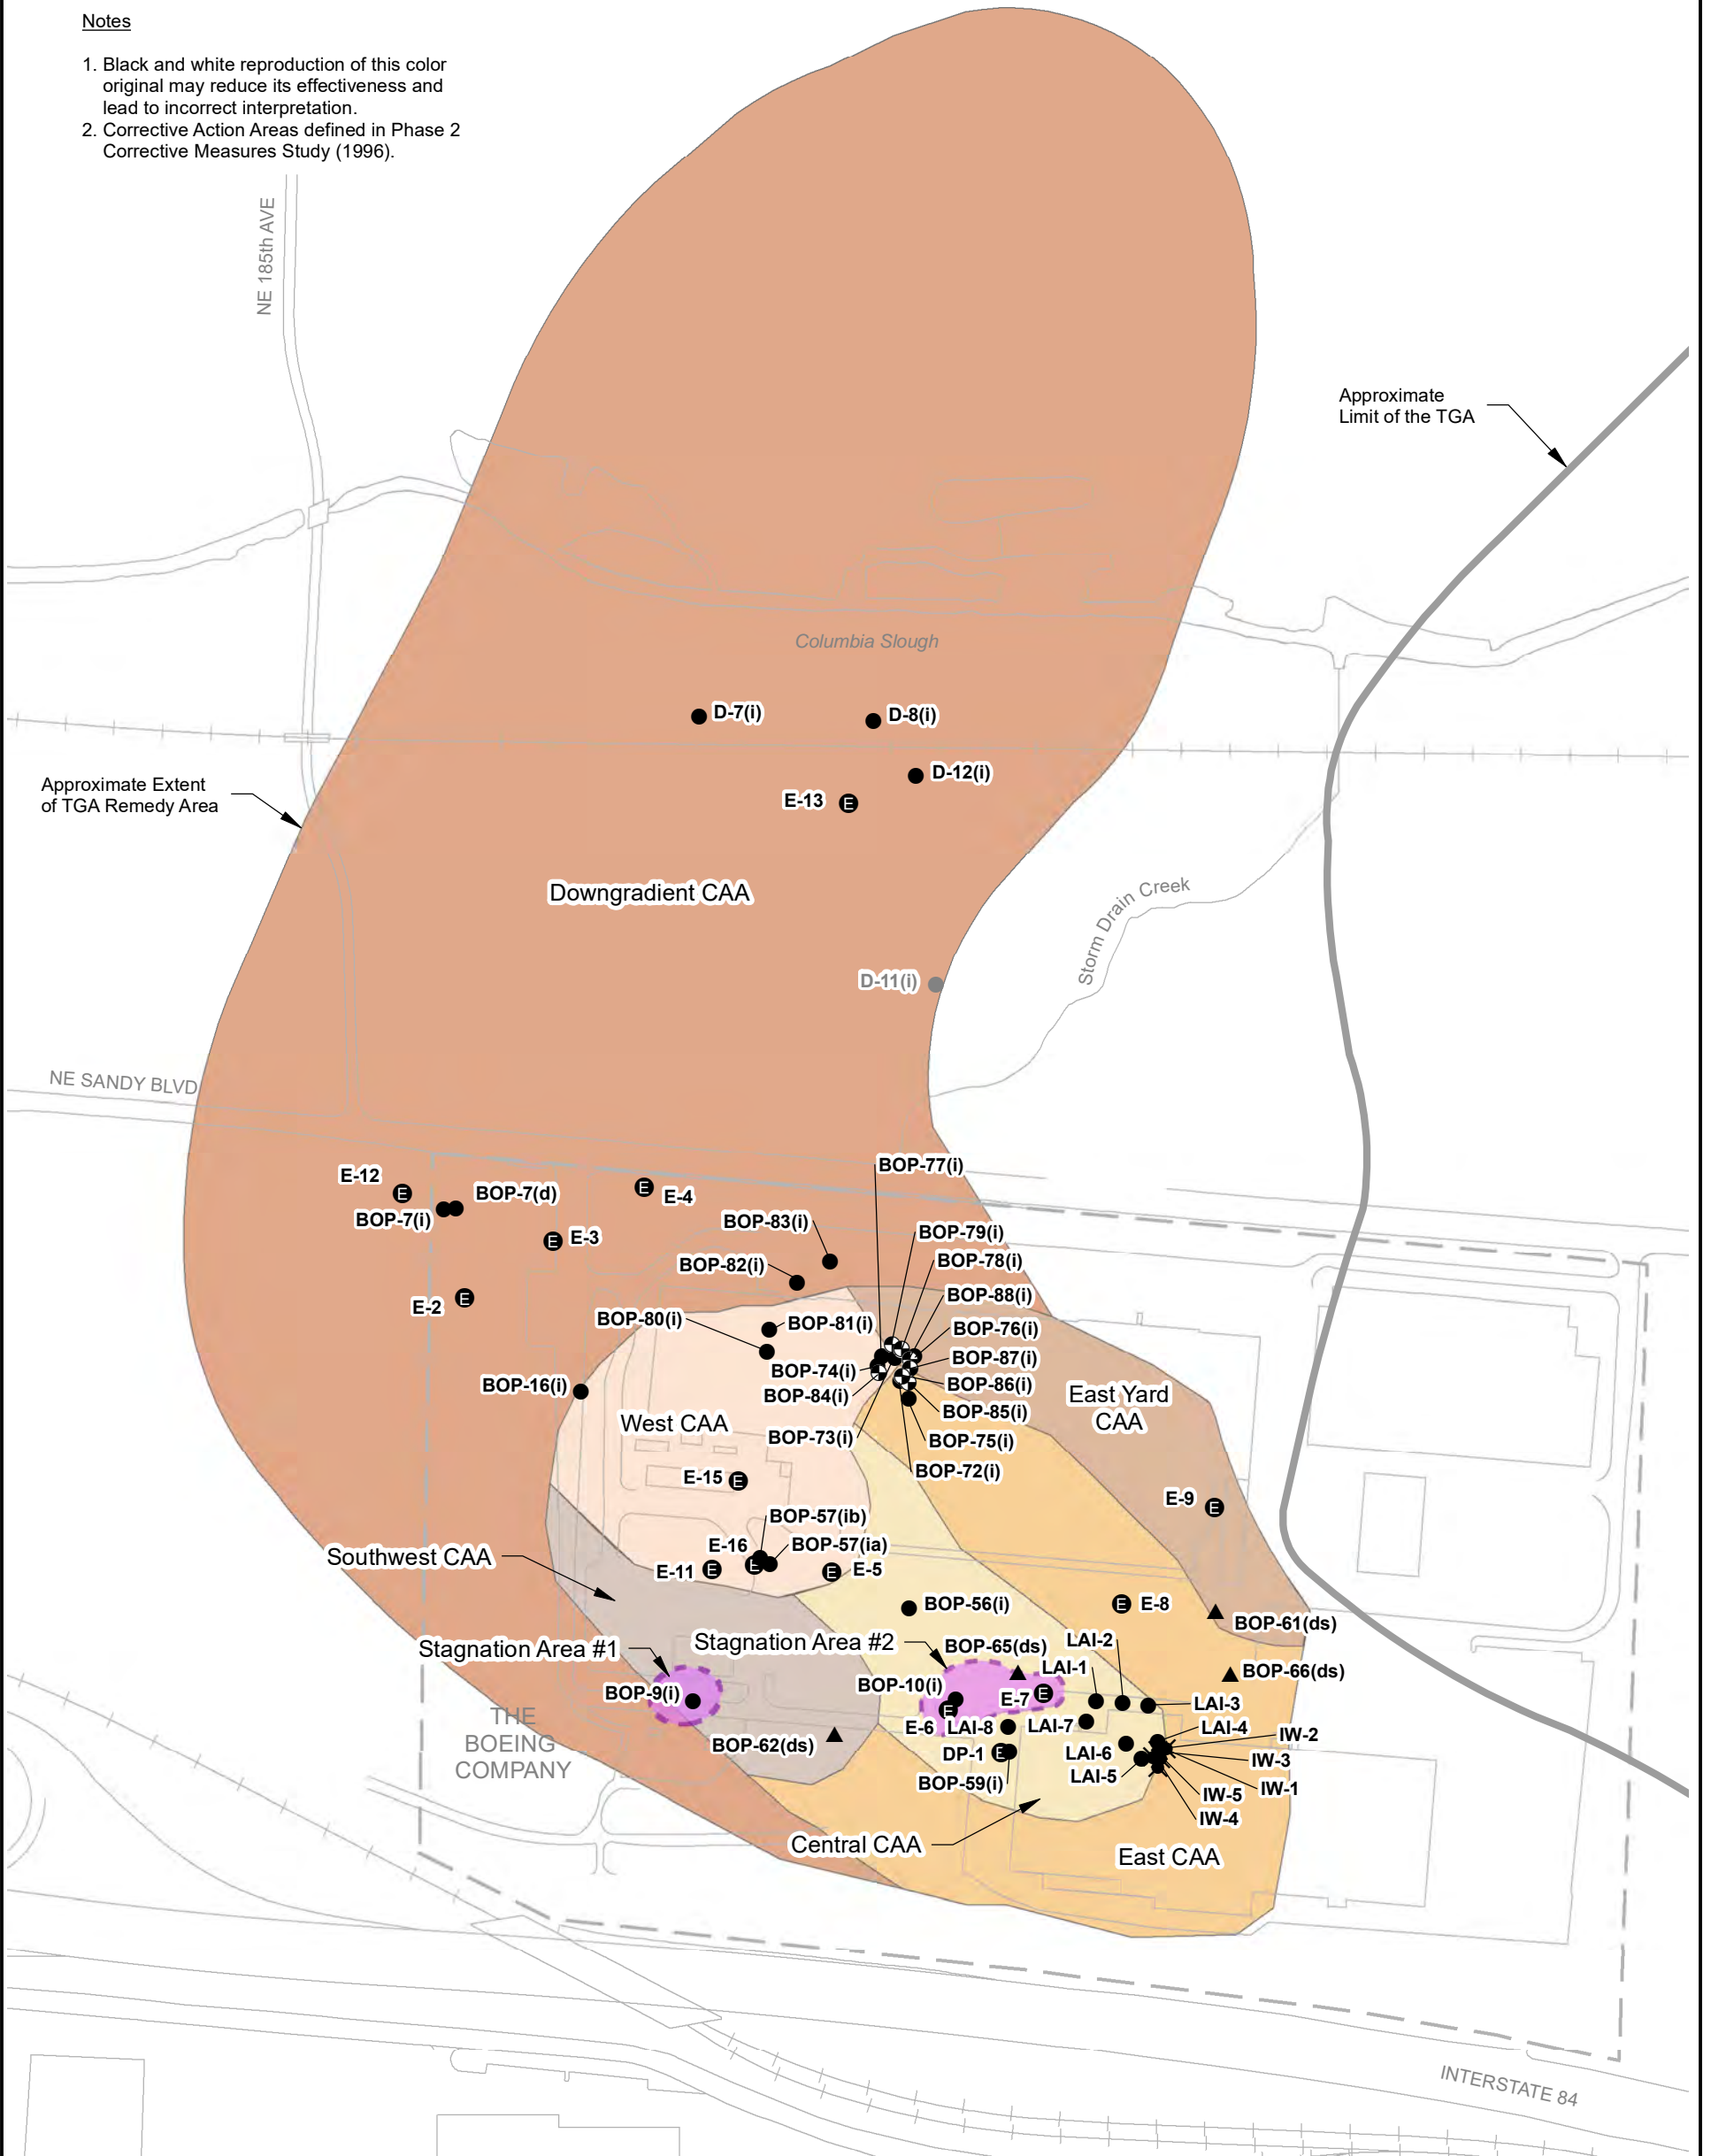 Notes
1. Black and white reproduction of this color
original may reduce its effectiveness and
lead to incorrect interpretation.
2. Corrective Action Areas defined in Phase 2
Corrective Measures Study (1996).
NE 185th AVE
Approximate
Limit of the TGA
Columbia Slough
D-7(i)
D-8(i)
D-12(i)
E-13
E
Approximate Extent
of TGA Remedy Area
Downgradient CAA
Storm Drain Creek
D-11(i)
NE SANDY BLVD
BOP-77(i)
E-12
E
BOP-7(d)
E
E-4
BOP-7(i)
BOP-83(i)
BOP-79(i)
E
E-3
BOP-82(i)
BOP-78(i)
E-2
E
BOP-88(i)
BOP-80(i)
BOP-81(i)
BOP-76(i)
BOP-74(i)
BOP-87(i)
BOP-16(i)
BOP-84(i)
BOP-86(i)
East Yard
CAA
BOP-85(i)
West CAA
BOP-73(i)
BOP-75(i)
BOP-72(i)
E-15
E
E-9
E
BOP-57(ib)
E-16
E
BOP-57(ia)
Southwest CAA
E-11
E
E
E-5
BOP-56(i)
E
E-8
BOP-61(ds)
Stagnation Area #1
Stagnation Area #2
BOP-65(ds)
LAI-2
LAI-1
BOP-66(ds)
BOP-9(i)
BOP-10(i)
E-7
E
LAI-3
E
E-6
LAI-8
LAI-7
LAI-4
IW-2
THE
BOEING
COMPANY
BOP-62(ds)
DP-1
E
LAI-6
IW-3
LAI-5
BOP-59(i)
IW-1
IW-5
IW-4
Central CAA
East CAA
INTERSTATE 84